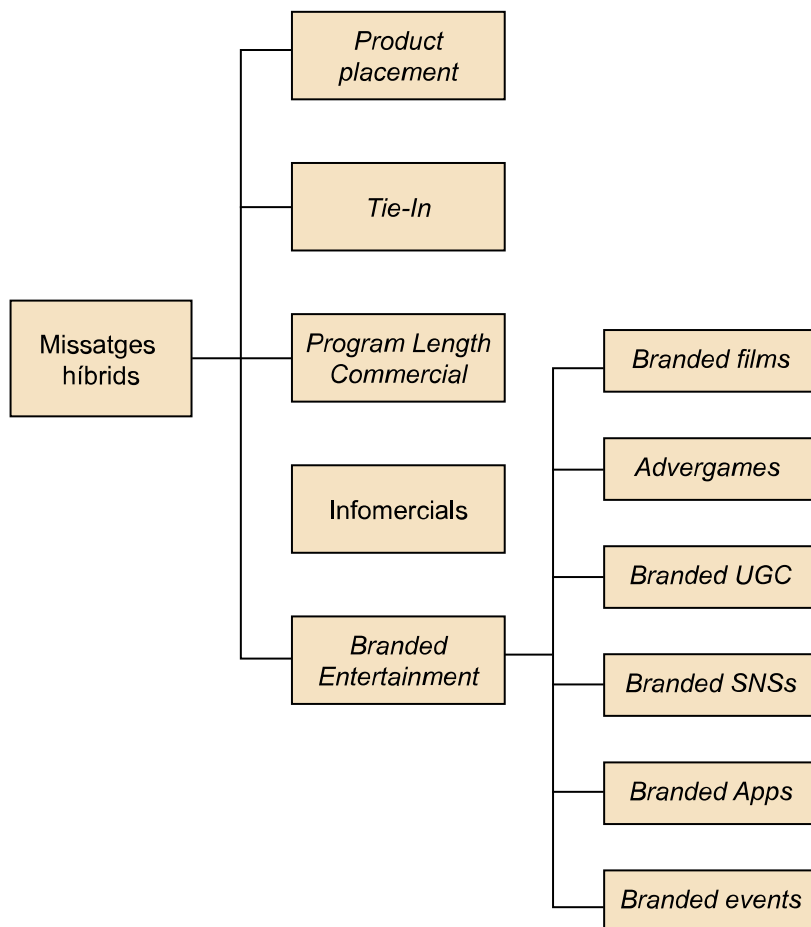 Product
placement
Tie-In
Missatges
híbrids
Program Length
Commercial
Infomercials
Branded
Entertainment
Branded films
Advergames
Branded UGC
Branded SNSs
Branded Apps
Branded events